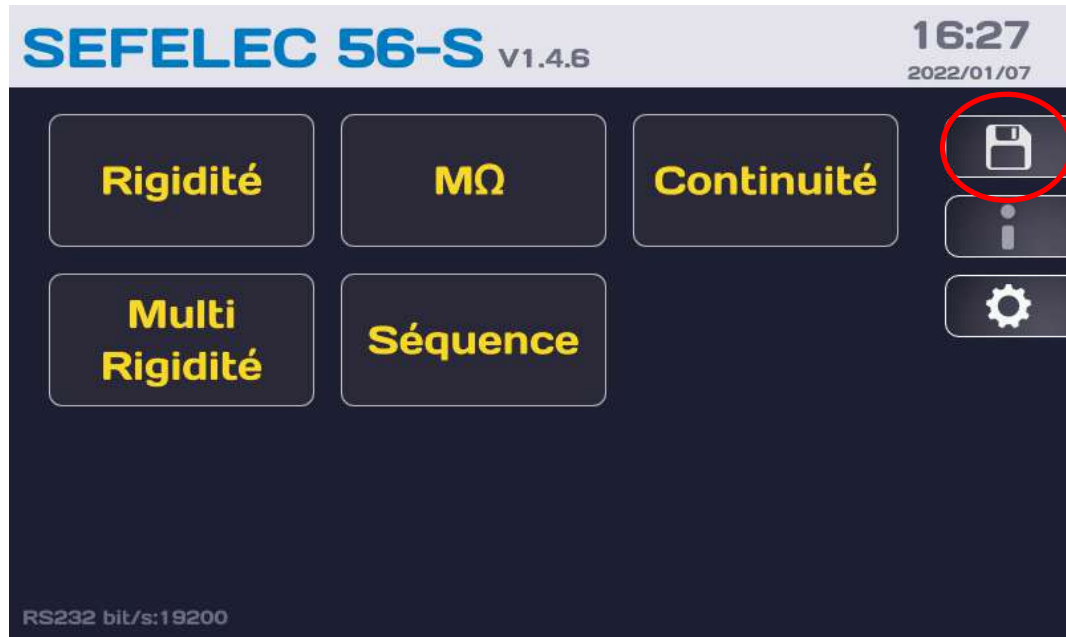 SEFELEC 56-S V1.4.6
16:27
2022/01/07
Rigidité
MΩ
Continuité
Multi
Rigidité
Séquence
RS232 bit/s:19200